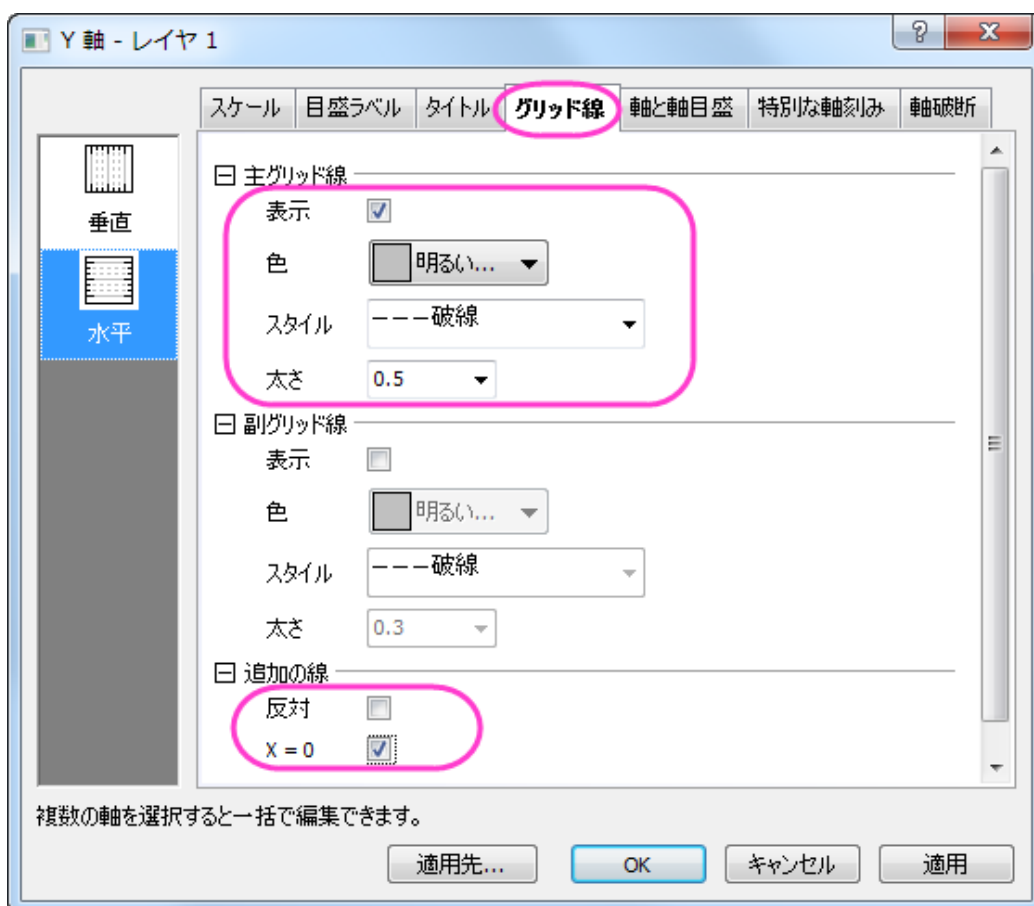 Y 軸 - レイヤ 1
スケール 目盛ラベル タイトル グリッド線 軸と軸目盛 特別な軸刻み 軸破断
垂直
水平
主グリッド線
表示
色 明るい...
スタイル ---破線
太さ 0.5
副グリッド線
表示
色 明るい...
スタイル ---破線
太さ 0.3
追加の線
反対
X = 0
複数の軸を選択すると一括で編集できます。
適用先... OK キャンセル 適用